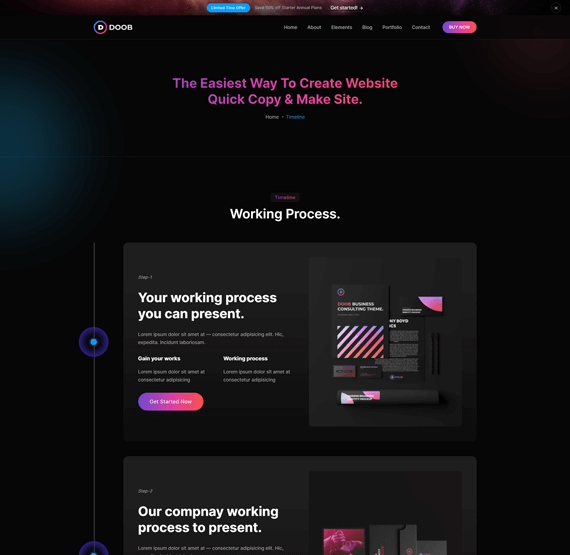 Limited Time Offer Save 50% Off Starter Annual Plans Get started! →
DOOB
Home About Elements Blog Portfolio Contact BUY NOW
The Easiest Way To Create Website
Quick Copy & Make Site.
Home • Timeline
Timeline
Working Process.
Step-1
Your working process
you can present.
Lorem ipsum dolor sit amet at — consectetur adipisicing elit. Hic,
expedita. Incidunt laboriosam.
Gain your works
Lorem ipsum dolor sit amet at
consectetur adipisicing
Working process
Lorem ipsum dolor sit amet at
consectetur adipisicing
Get Started Now
DOOB BUSINESS
CONSULTING THEME.
Step-2
Our compnay working
process to present.
Lorem ipsum dolor sit amet at — consectetur adipisicing elit. Hic,